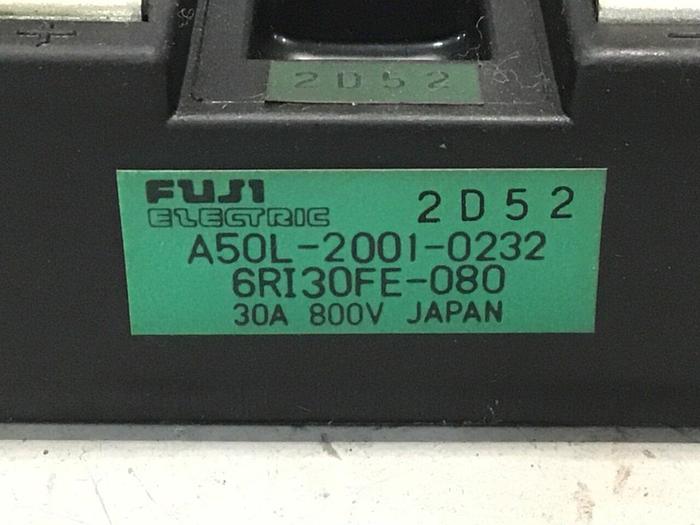 + −
2D52
FUJI
ELECTRIC 2D52
A50L-2001-0232
6RI30FE-080
30A 800V JAPAN